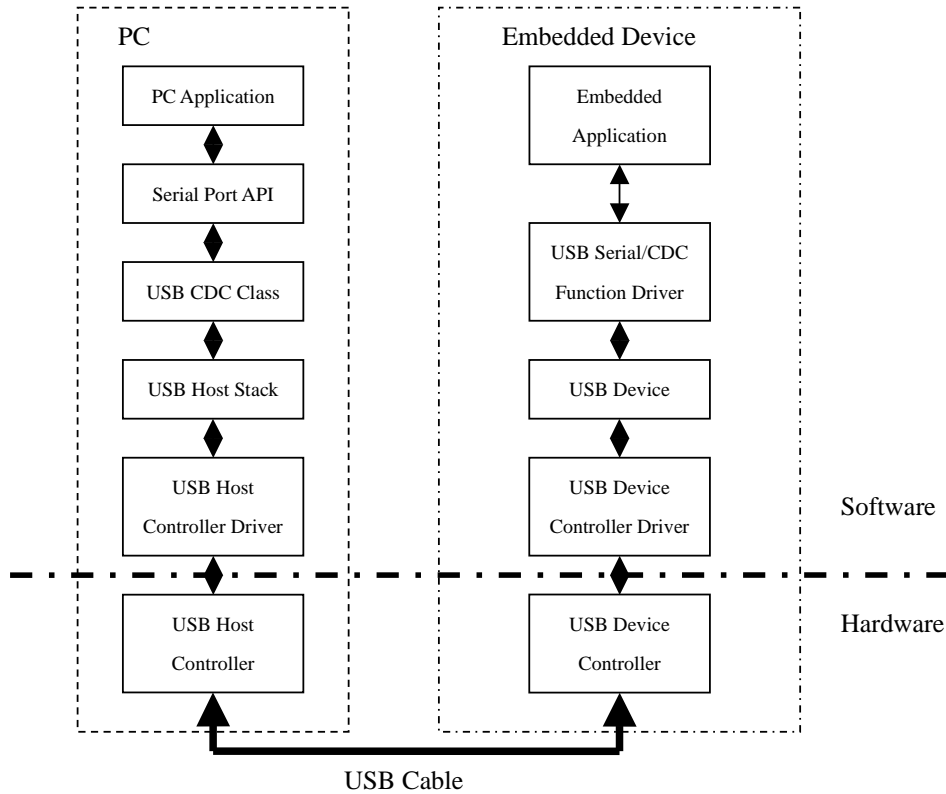 PC
PC Application
Serial Port API
USB CDC Class
USB Host Stack
USB Host
Controller Driver
USB Host
Controller
Embedded Device
Embedded
Application
USB Serial/CDC
Function Driver
USB Device
USB Device
Controller Driver
USB Device
Controller
Software
Hardware
USB Cable